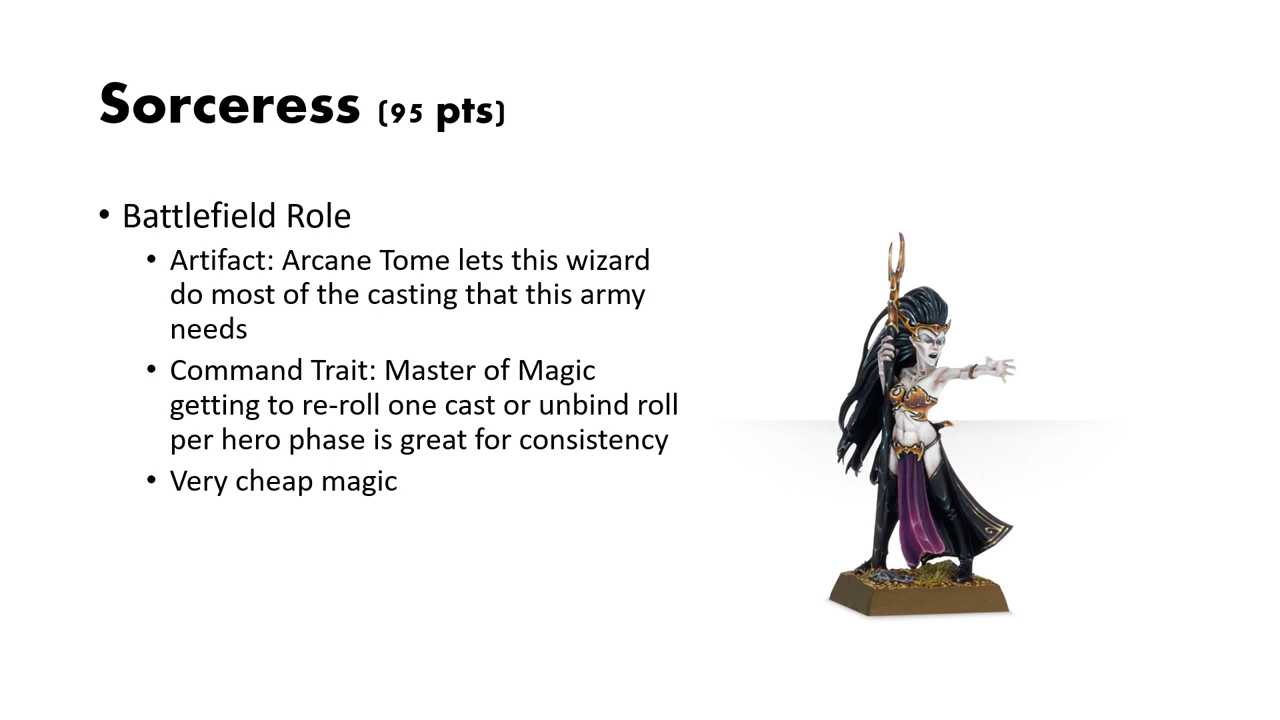 Sorceress (95 pts)
• Battlefield Role
• Artifact: Arcane Tome lets this wizard
do most of the casting that this army
needs
• Command Trait: Master of Magic
getting to re-roll one cast or unbind roll
per hero phase is great for consistency
• Very cheap magic